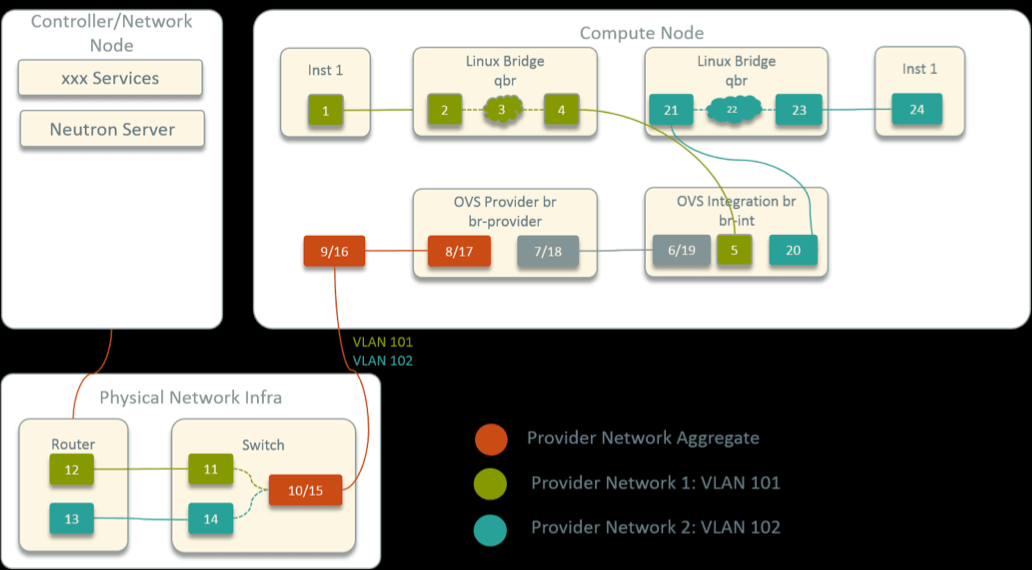 Controller/Network
Node
xxx Services
Neutron Server
Compute Node
Inst 1
1
Linux Bridge
qbr
2
3
4
Linux Bridge
qbr
21
22
23
Inst 1
24
9/16
OVS Provider br
br-provider
8/17
7/18
OVS Integration br
br-int
6/19
5
20
VLAN 101
VLAN 102
Physical Network Infra
Router
12
13
Switch
11
14
10/15
Provider Network Aggregate
Provider Network 1: VLAN 101
Provider Network 2: VLAN 102